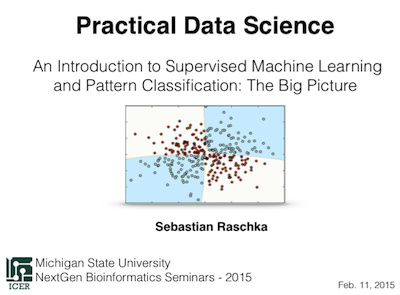 Practical Data Science
An Introduction to Supervised Machine Learning
and Pattern Classification: The Big Picture
Sebastian Raschka
Michigan State University
NextGen Bioinformatics Seminars - 2015
ICER
Feb. 11, 2015